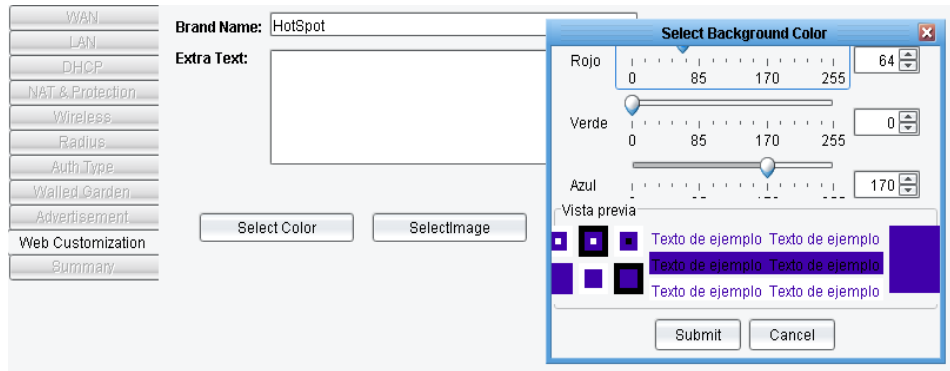 WAN
LAN
DHCP
NAT & Protection
Wireless
Radius
Auth Type
Walled Garden
Advertisement
Web Customization
Summary
Brand Name: HotSpot
Extra Text:
Select Color SelectImage
Select Background Color
Rojo 64
0 85 170 255
Verde 0
0 85 170 255
Azul 170
Vista previa
Texto de ejemplo Texto de ejemplo
Texto de ejemplo Texto de ejemplo
Texto de ejemplo Texto de ejemplo
Submit Cancel